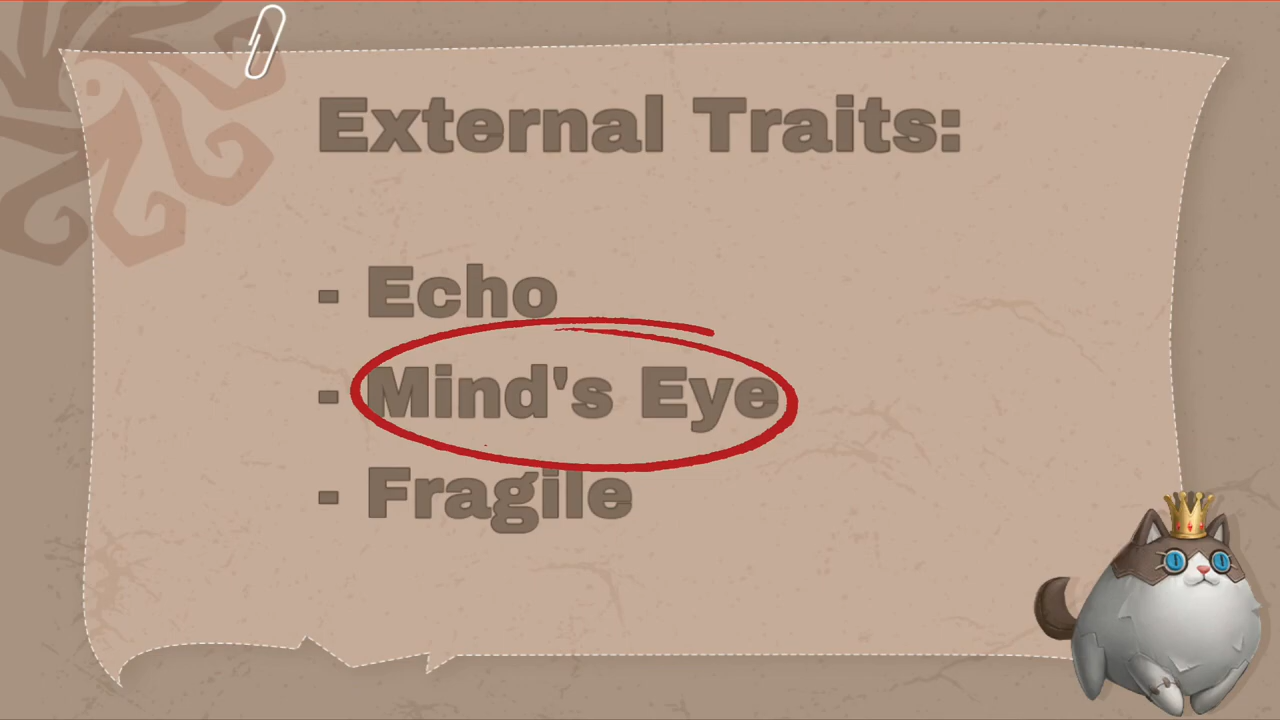 External Traits:
- Echo
- Mind's Eye
- Fragile